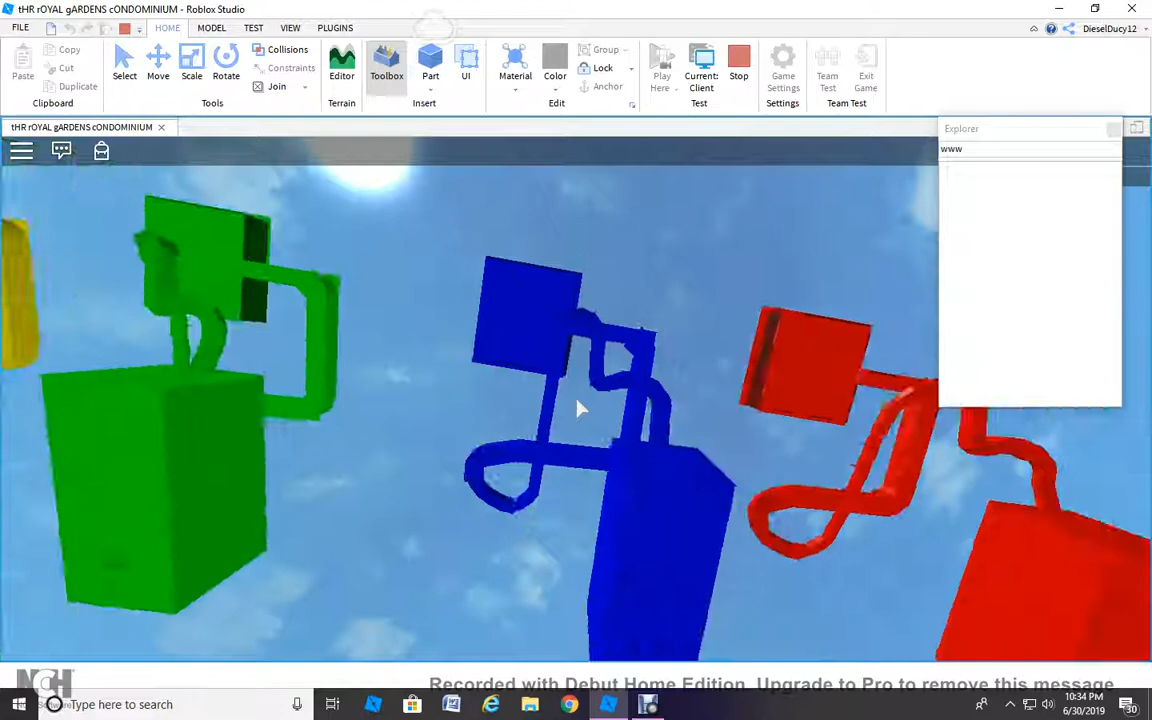 tHR rOYAL gARDENS cONDOMINIUM - Roblox Studio
FILE HOME MODEL TEST VIEW PLUGINS DieselDucy12
Paste Copy Cut Duplicate Clipboard
Select Move Scale Rotate Collisions Constraints Join Tools
Editor Terrain
Toolbox Part UI Insert
Material Color Group Lock Anchor Edit
Play Here Current: Client Stop Test
Game Settings Settings
Team Test Exit Game Team Test
tHR rOYAL gARDENS cONDOMINIUM
Explorer
www
NCH
Recorded with Debut Home Edition. Upgrade to Pro to remove this message
Type here to search
10:34 PM
6/30/2019
30